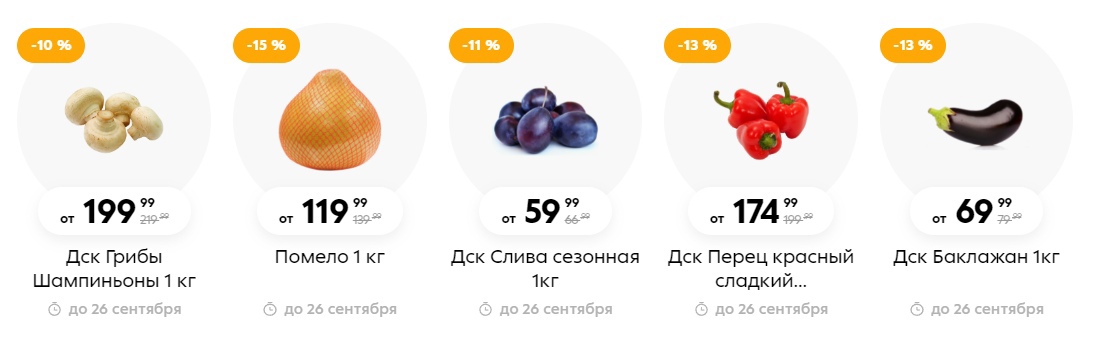 -10 %
от 199 99 219 99
Дск Грибы
Шампиньоны 1 кг
до 26 сентября
-15 %
от 119 99 139 99
Помело 1 кг
до 26 сентября
-11 %
от 59 99 66 99
Дск Слива сезонная
1кг
до 26 сентября
-13 %
от 174 99 199 99
Дск Перец красный
сладкий...
до 26 сентября
-13 %
от 69 99 79 99
Дск Баклажан 1кг
до 26 сентября